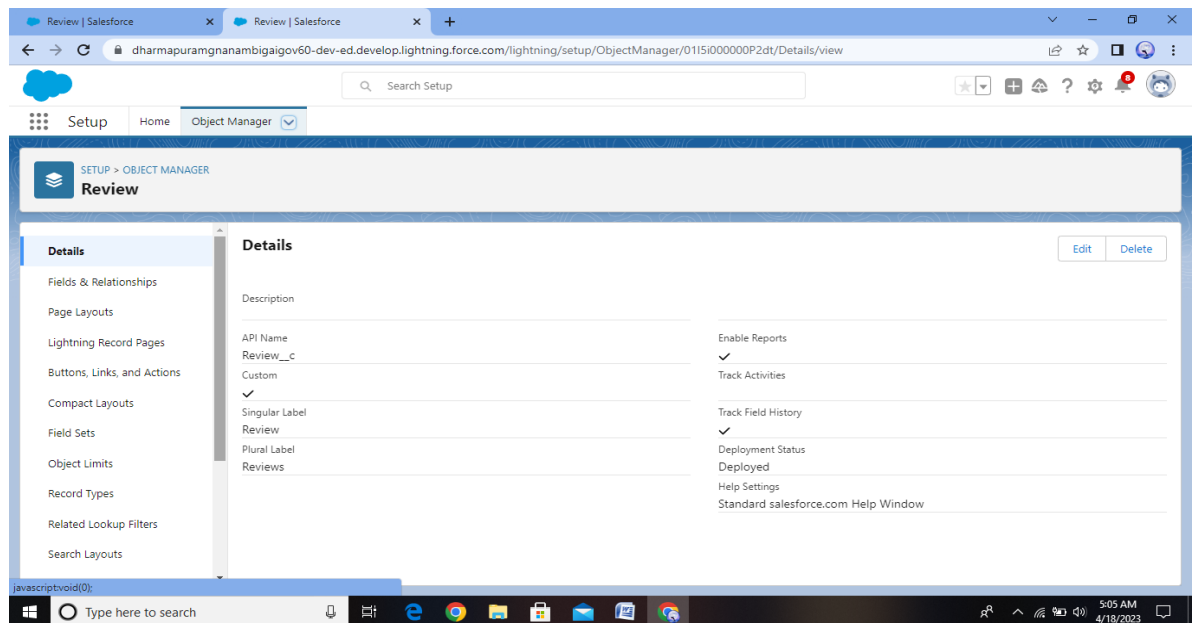 Review | Salesforce
Review | Salesforce
dharmapuramgnanambigaigov60-dev-ed.develop.lightning.force.com/lightning/setup/ObjectManager/01I5i000000P2dt/Details/view
Search Setup
8
Setup Home Object Manager
SETUP > OBJECT MANAGER
Review
Details
Fields & Relationships
Page Layouts
Lightning Record Pages
Buttons, Links, and Actions
Compact Layouts
Field Sets
Object Limits
Record Types
Related Lookup Filters
Search Layouts
Details
Edit Delete
Description
API Name
Review__c
Custom
Singular Label
Review
Plural Label
Reviews
Enable Reports
Track Activities
Track Field History
Deployment Status
Deployed
Help Settings
Standard salesforce.com Help Window
javascript:void(0);
Type here to search
5:05 AM
4/18/2023